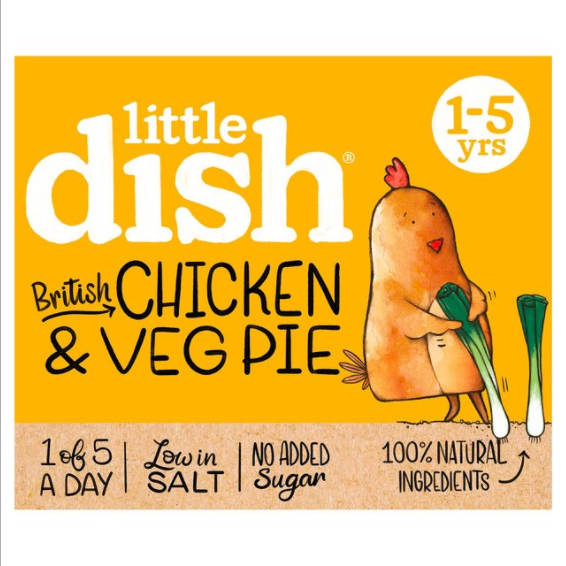 little
dish®
1-5
yrs
British CHICKEN
& VEG PIE
1 of 5
A DAY
Low in
SALT
NO ADDED
Sugar
100% NATURAL
INGREDIENTS